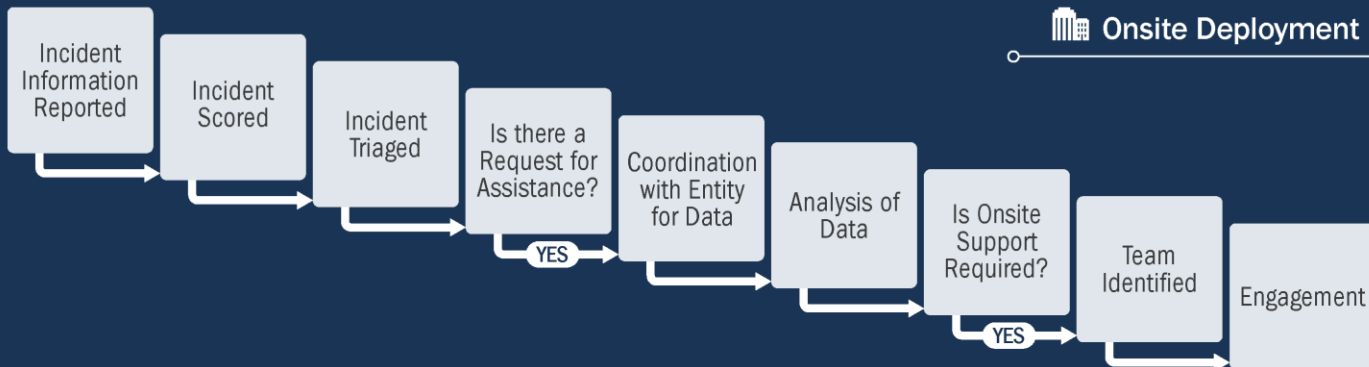 Onsite Deployment
Incident
Information
Reported
Incident
Scored
Incident
Triaged
Is there a
Request for
Assistance?
YES
Coordination
with Entity
for Data
Analysis of
Data
Is Onsite
Support
Required?
YES
Team
Identified
Engagement